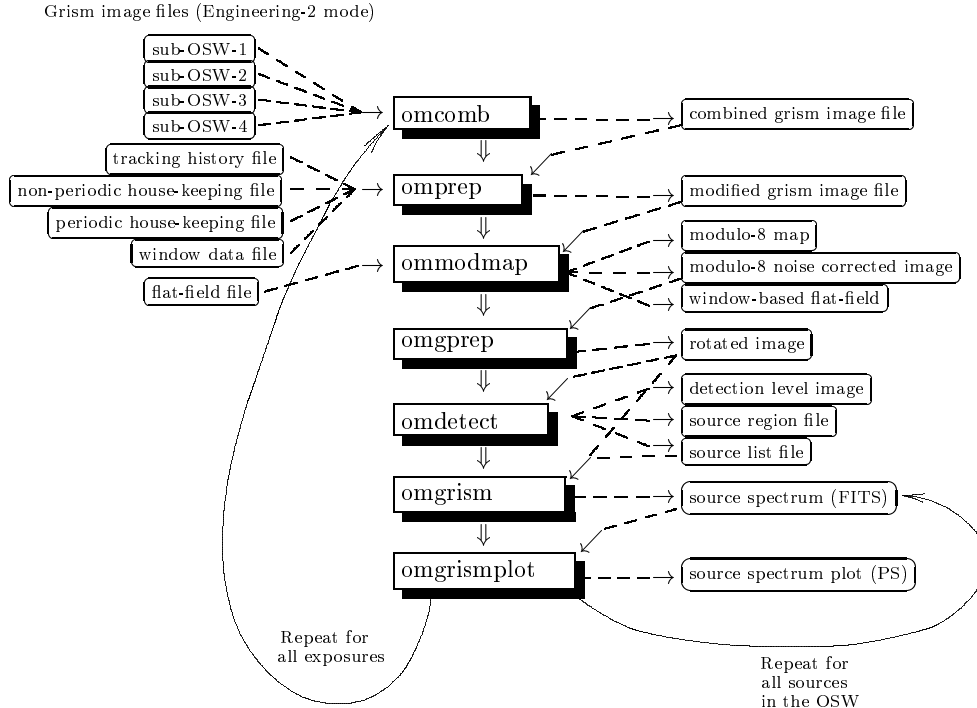 Grism image files (Engineering-2 mode)
sub-OSW-1
sub-OSW-2
sub-OSW-3
sub-OSW-4
omcomb
combined grism image file
tracking history file
non-periodic house-keeping file
periodic house-keeping file
window data file
omprep
modified grism image file
flat-field file
ommodmap
modulo-8 map
modulo-8 noise corrected image
window-based flat-field
omgprep
rotated image
omdetect
detection level image
source region file
source list file
omgrism
source spectrum (FITS)
omgrismplot
source spectrum plot (PS)
Repeat for
all exposures
Repeat for
all sources
in the OSW